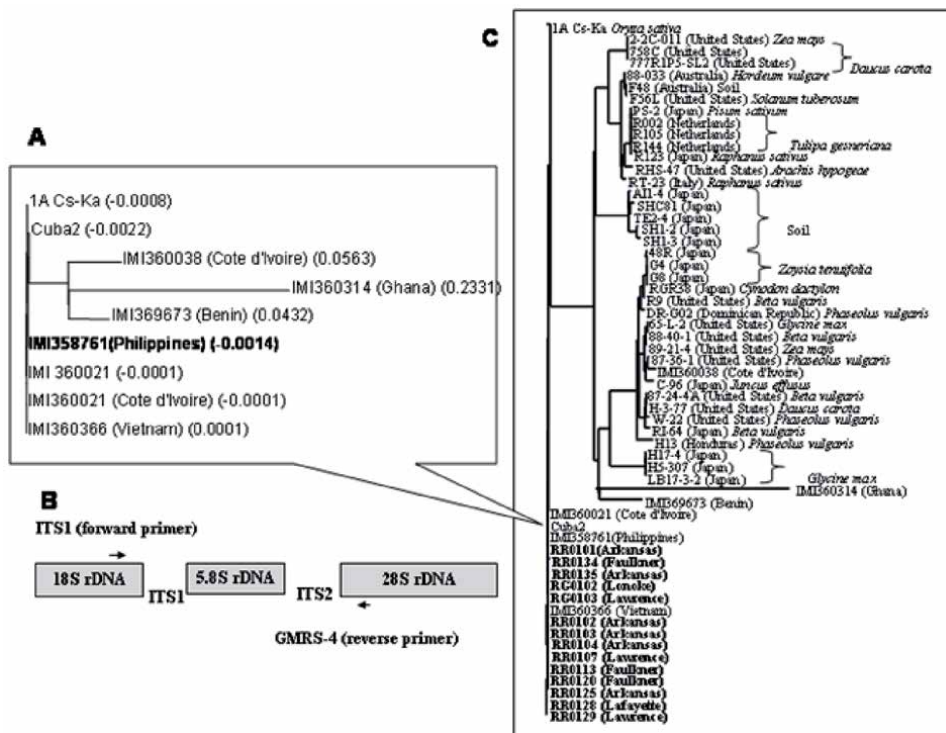 A
1A Cs-Ka (-0.0008)
Cuba2 (-0.0022)
IMI360038 (Cote d'Ivoire) (0.0563)
IMI360314 (Ghana) (0.2331)
IMI369673 (Benin) (0.0432)
IMI358761(Philippines) (-0.0014)
IMI 360021 (-0.0001)
IMI360021 (Cote d'Ivoire) (-0.0001)
IMI360366 (Vietnam) (0.0001)
B
ITS1 (forward primer)
18S rDNA
5.8S rDNA
28S rDNA
ITS1
ITS2
GMRS-4 (reverse primer)
C
1A Cs-Ka Oryza sativa
2-2C-011 (United States) Zea mays
758C (United States)
777R1P5-SL2 (United States)
Daucus carota
88-033 (Australia) Hordeum vulgare
F48 (Australia) Soil
F56L (United States) Solanum tuberosum
PS-2 (Japan) Pisum sativum
R002 (Netherlands)
R105 (Netherlands)
R144 (Netherlands)
Tulipa gesneriana
R123 (Japan) Raphanus sativus
RHS-47 (United States) Arachis hypogeae
RT-23 (Italy) Raphanus sativus
AI1-4 (Japan)
SHC81 (Japan)
TE2-4 (Japan)
SH1-2 (Japan)
SH1-3 (Japan)
Soil
48R (Japan)
G4 (Japan)
G8 (Japan)
Zoysia tenuifolia
RGR38 (Japan) Cynodon dactylon
R9 (United States) Beta vulgaris
DR-G02 (Dominican Republic) Phaseolus vulgaris
65-L-2 (United States) Glycine max
88-40-1 (United States) Beta vulgaris
89-21-4 (United States) Zea mays
87-36-1 (United States) Phaseolus vulgaris
IMI360038 (Cote d'Ivoire)
C-96 (Japan) Juncus effusus
87-24-4A (United States) Beta vulgaris
H-3-77 (United States) Daucus carota
W-22 (United States) Phaseolus vulgaris
RI-64 (Japan) Beta vulgaris
H13 (Honduras) Phaseolus vulgaris
H17-4 (Japan)
H5-307 (Japan)
LB17-3-2 (Japan)
Glycine max
IMI360314 (Ghana)
IMI369673 (Benin)
IMI360021 (Cote d'Ivoire)
Cuba2
IMI358761(Philippines)
RR0101(Arkansas)
RR0134 (Faulkner)
RR0135 (Arkansas)
RG0102 (Lonoke)
RG0103 (Lawrence)
IMI360366 (Vietnam)
RR0102 (Arkansas)
RR0103 (Arkansas)
RR0104 (Arkansas)
RR0107 (Lawrence)
RR0113 (Faulkner)
RR0120 (Faulkner)
RR0125 (Arkansas)
RR0128 (Lafayette)
RR0129 (Lawrence)